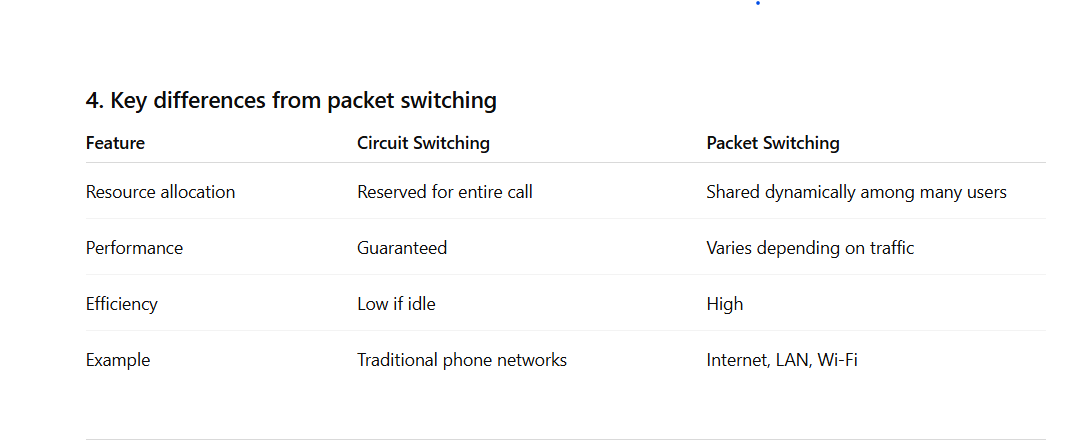 4. Key differences from packet switching
Feature Circuit Switching Packet Switching
Resource allocation Reserved for entire call Shared dynamically among many users
Performance Guaranteed Varies depending on traffic
Efficiency Low if idle High
Example Traditional phone networks Internet, LAN, Wi-Fi